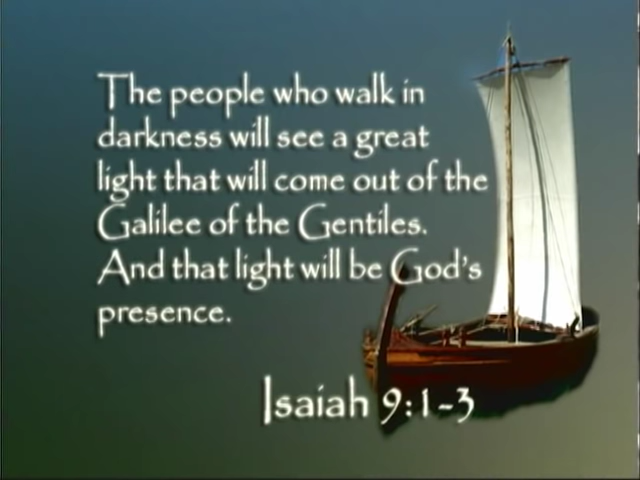 The people who walk in
darkness will see a great
light that will come out of the
Galilee of the Gentiles.
And that light will be God's
presence.
Isaiah 9:1-3